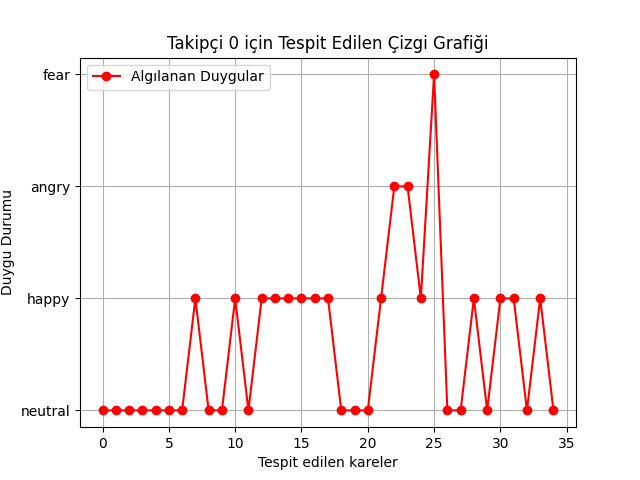 Takipçi 0 için Tespit Edilen Çizgi Grafiği
Algılanan Duygular
fear
angry
happy
neutral
Duygu Durumu
0 5 10 15 20 25 30 35
Tespit edilen kareler